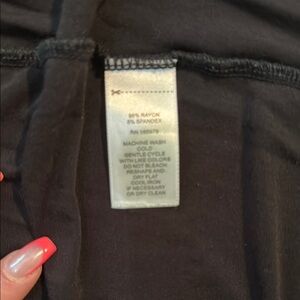 95% RAYON
5% SPANDEX
MACHINE WASH
COLD
GENTLE CYCLE
WITH LIKE COLORS
DO NOT BLEACH
RESHAPE AND
DRY FLAT
COOL IRON
IF NECESSARY
OR DRY CLEAN